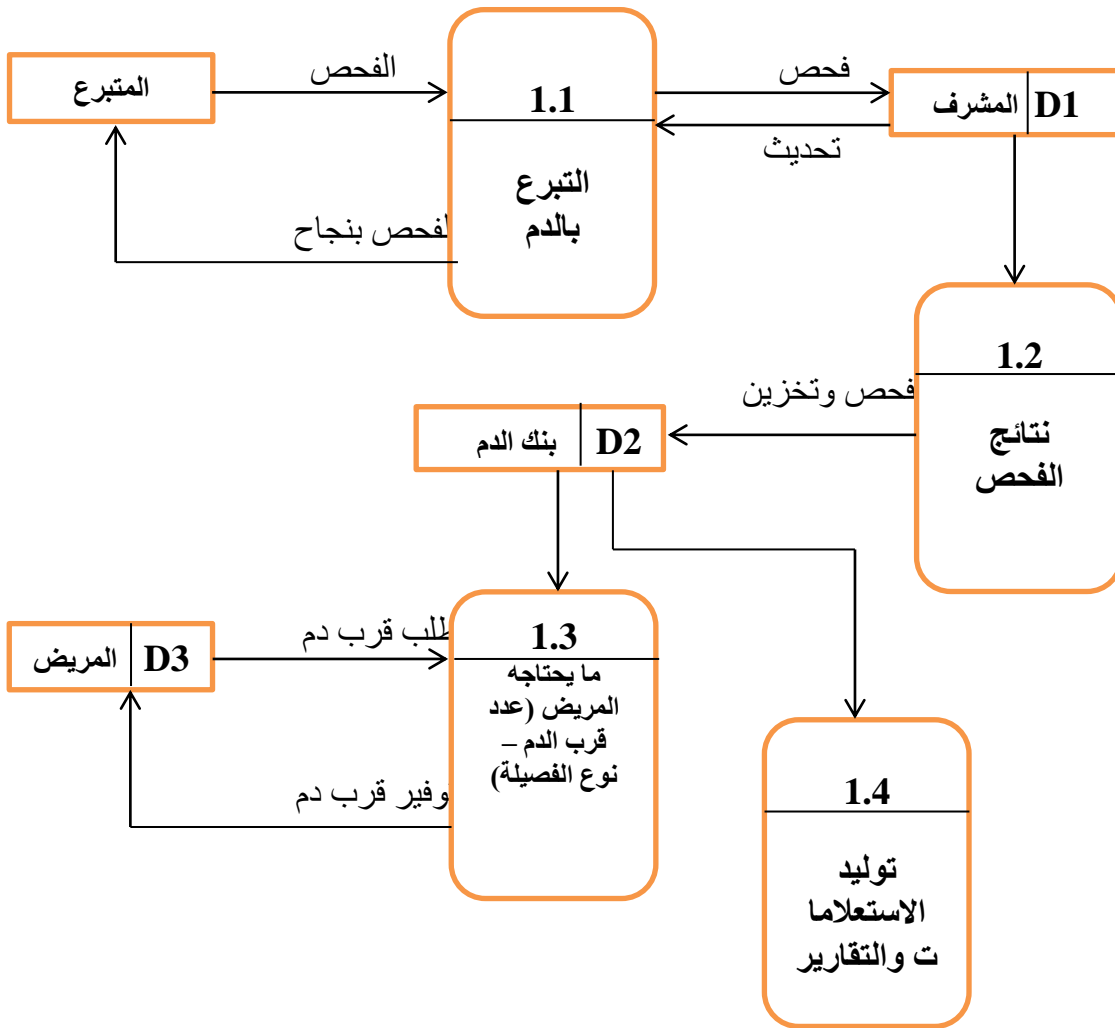 الفحص
فحص
المتبرع
1.1
المشرف
D1
تحديث
التبرع
بالدم
لفحص بنجاح
1.2
فحص وتخزين
نتائج
الفحص
بنك الدم
D2
طلب قرب دم
1.3
المريض
D3
ما يحتاجه
المريض (عدد
قرب الدم –
نوع الفصيلة)
وفير قرب دم
1.4
توليد
الاستعلاما
ت والتقارير